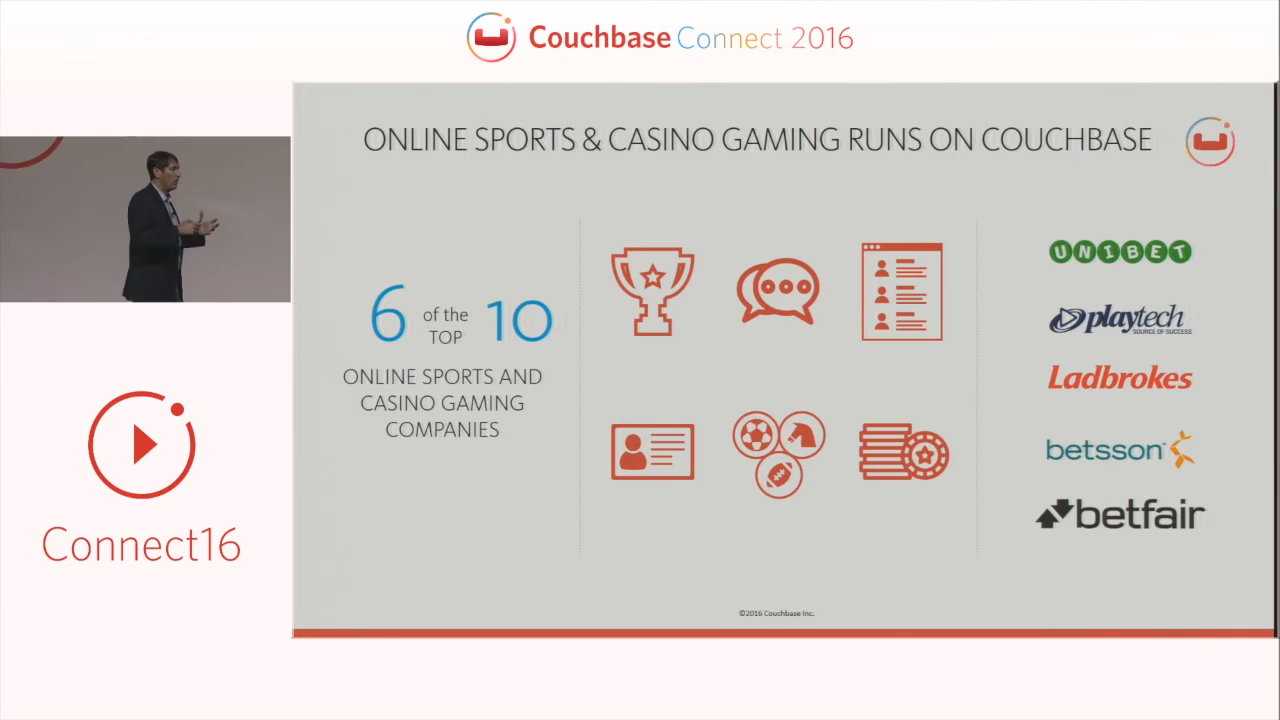 Couchbase Connect 2016
ONLINE SPORTS & CASINO GAMING RUNS ON COUCHBASE
6 of the TOP 10
ONLINE SPORTS AND
CASINO GAMING
COMPANIES
UNIBET
playtech
SOURCE OF SUCCESS
Ladbrokes
betsson
betfair
Connect16
©2016 Couchbase Inc.